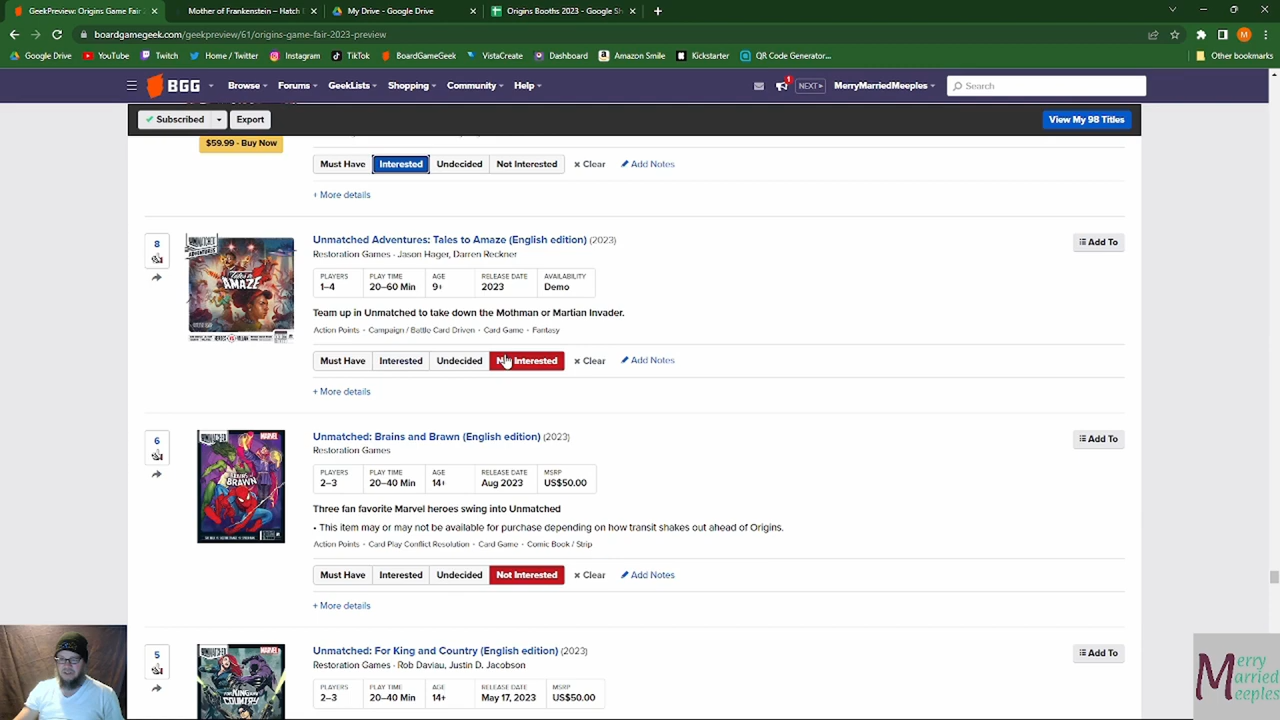 GeekPreview Origins Game Fair
Mother of Frankenstein – Hatch
My Drive - Google Drive
Origins Booths 2023 - Google Sh
boardgamegeek.com/geekpreview/61/origins-game-fair-2023-preview
M
Google Drive YouTube Twitch Home / Twitter Instagram TikTok BoardGameGeek VistaCreate Dashboard Amazon Smile Kickstarter QR Code Generator... Other bookmarks
BGG Browse Forums GeekLists Shopping Community Help 1 NEXT MerryMarriedMeeples Search
Subscribed Export View My 98 Titles
$59.99 - Buy Now
Must Have Interested Undecided Not Interested × Clear Add Notes
+ More details
8
Unmatched Adventures: Tales to Amaze (English edition) (2023)
Add To
Restoration Games - Jason Hager, Darren Reckner
PLAYERS PLAY TIME AGE RELEASE DATE AVAILABILITY
1–4 20–60 Min 9+ 2023 Demo
Team up in Unmatched to take down the Mothman or Martian Invader.
Action Points • Campaign / Battle Card Driven • Card Game • Fantasy
Must Have Interested Undecided Not Interested × Clear Add Notes
+ More details
6
Unmatched: Brains and Brawn (English edition) (2023)
Add To
Restoration Games
PLAYERS PLAY TIME AGE RELEASE DATE MSRP
2–3 20–40 Min 14+ Aug 2023 US$50.00
Three fan favorite Marvel heroes swing into Unmatched
• This item may or may not be available for purchase depending on how transit shakes out ahead of Origins.
Action Points • Card Play Conflict Resolution • Card Game • Comic Book / Strip
Must Have Interested Undecided Not Interested × Clear Add Notes
+ More details
5
Unmatched: For King and Country (English edition) (2023)
Add To
Restoration Games - Rob Daviau, Justin D. Jacobson
PLAYERS PLAY TIME AGE RELEASE DATE MSRP
2–3 20–40 Min 14+ May 17, 2023 US$50.00
Merry
Married
Meeples